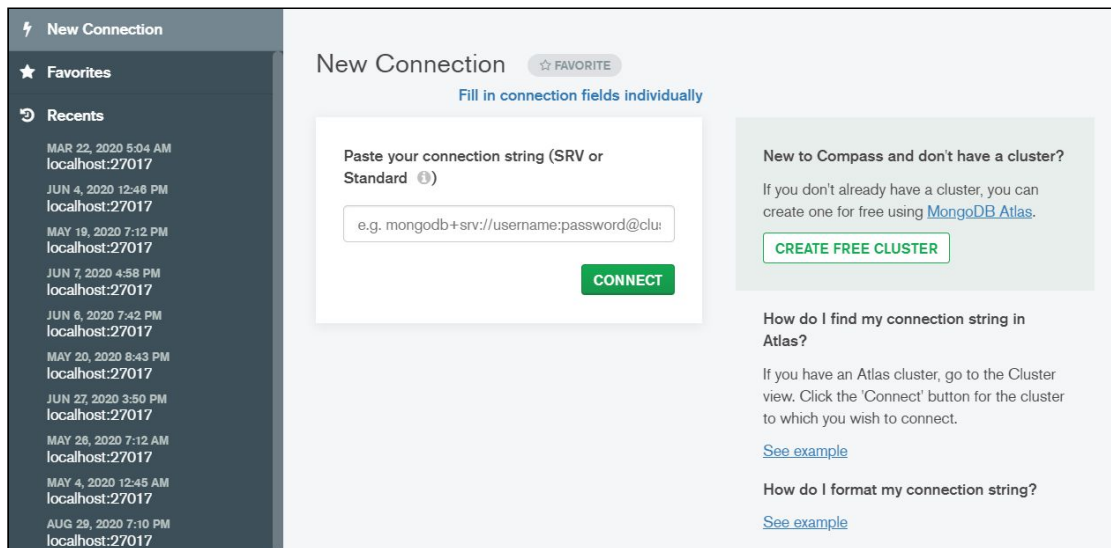 New Connection
Favorites
Recents
MAR 22, 2020 5:04 AM
localhost:27017
JUN 4, 2020 12:46 PM
localhost:27017
MAY 19, 2020 7:12 PM
localhost:27017
JUN 7, 2020 4:58 PM
localhost:27017
JUN 6, 2020 7:42 PM
localhost:27017
MAY 20, 2020 8:43 PM
localhost:27017
JUN 27, 2020 3:50 PM
localhost:27017
MAY 26, 2020 7:12 AM
localhost:27017
MAY 4, 2020 12:45 AM
localhost:27017
AUG 29, 2020 7:10 PM
localhost:27017
New Connection
FAVORITE
Fill in connection fields individually
Paste your connection string (SRV or
Standard )
e.g. mongodb+srv://username:password@clu
CONNECT
New to Compass and don't have a cluster?
If you don't already have a cluster, you can
create one for free using MongoDB Atlas.
CREATE FREE CLUSTER
How do I find my connection string in
Atlas?
If you have an Atlas cluster, go to the Cluster
view. Click the 'Connect' button for the cluster
to which you wish to connect.
See example
How do I format my connection string?
See example